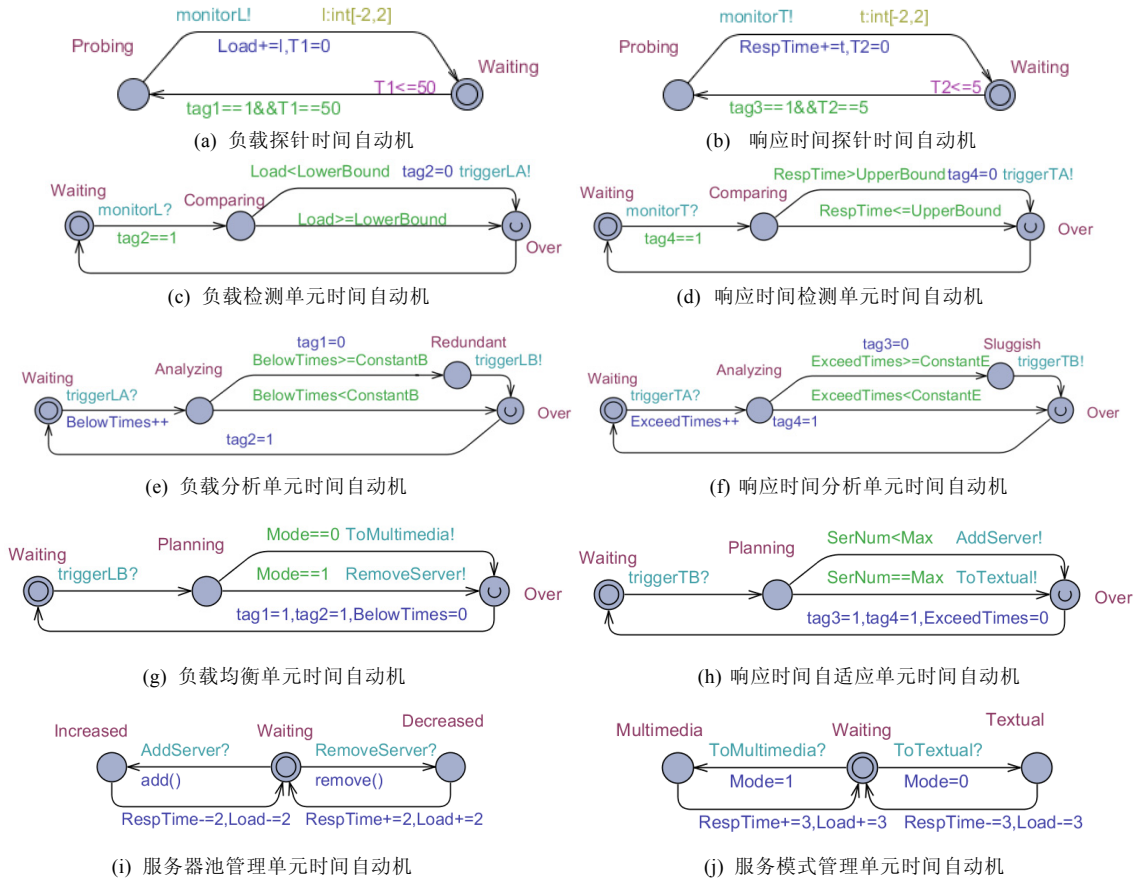 monitorL! l:int[-2,2]
Probing Load+=l,T1=0
Waiting
T1<=50
tag1==1&&T1==50
(a) 负载探针时间自动机
monitorT! t:int[-2,2]
Probing RespTime+=t,T2=0
Waiting
T2<=5
tag3==1&&T2==5
(b) 响应时间探针时间自动机
Load<LowerBound tag2=0 triggerLA!
Waiting Comparing
monitorL? Load>=LowerBound
tag2==1
Over
(c) 负载检测单元时间自动机
RespTime>UpperBound tag4=0 triggerTA!
Waiting Comparing
monitorT? RespTime<=UpperBound
tag4==1
Over
(d) 响应时间检测单元时间自动机
tag1=0 Redundant
BelowTimes>=ConstantB triggerLB!
Waiting Analyzing
triggerLA? BelowTimes<ConstantB
BelowTimes++ Over
tag2=1
(e) 负载分析单元时间自动机
tag3=0 Sluggish
ExceedTimes>=ConstantE triggerTB!
Waiting Analyzing
triggerTA? ExceedTimes<ConstantE
ExceedTimes++ tag4=1 Over
(f) 响应时间分析单元时间自动机
Mode==0 ToMultimedia!
Waiting Planning
triggerLB? Mode==1 RemoveServer!
Over
tag1=1,tag2=1,BelowTimes=0
(g) 负载均衡单元时间自动机
SerNum<Max AddServer!
Waiting Planning
triggerTB? SerNum==Max ToTextual!
Over
tag3=1,tag4=1,ExceedTimes=0
(h) 响应时间自适应单元时间自动机
Increased Waiting Decreased
AddServer? RemoveServer?
add() remove()
RespTime-=2,Load-=2 RespTime+=2,Load+=2
(i) 服务器池管理单元时间自动机
Multimedia Waiting Textual
ToMultimedia? ToTextual?
Mode=1 Mode=0
RespTime+=3,Load+=3 RespTime-=3,Load-=3
(j) 服务模式管理单元时间自动机